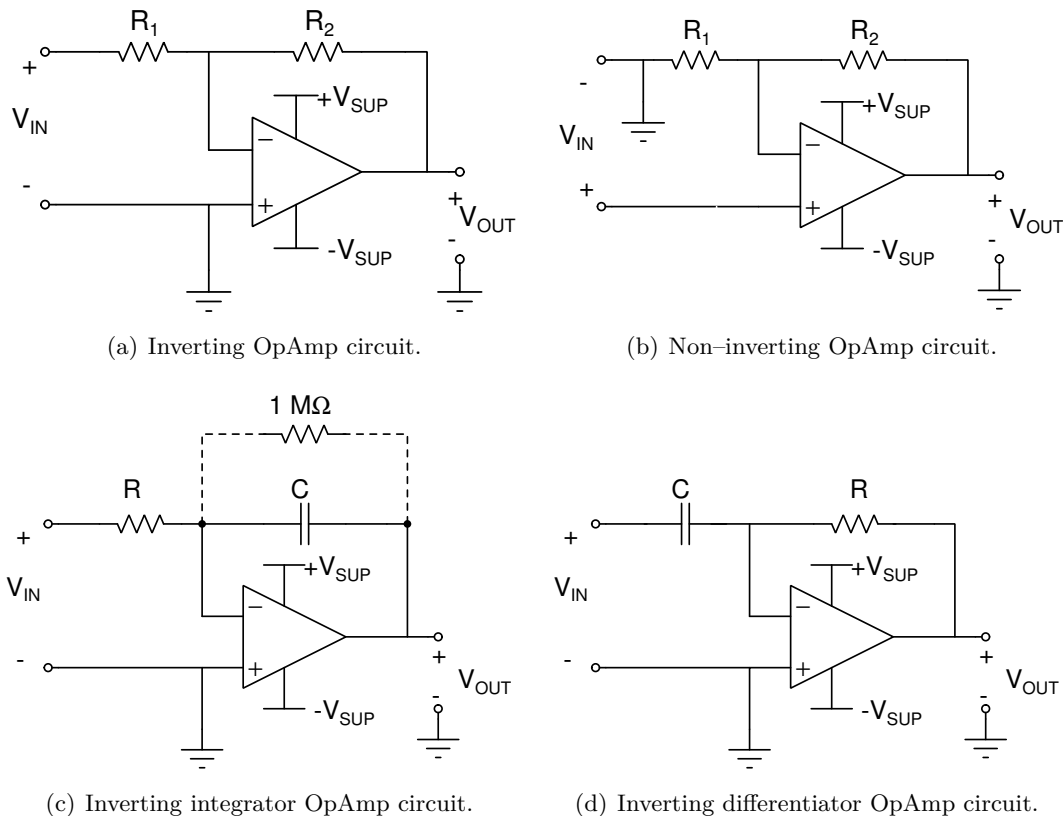 R1 R2
+
+VSUP
VIN
−
-
+
+
VOUT
-
-VSUP
(a) Inverting OpAmp circuit.
R1 R2
-
+VSUP
VIN
−
+
+
+
VOUT
-
-VSUP
(b) Non–inverting OpAmp circuit.
1 MΩ
R C
+
+VSUP
VIN
−
-
+
+
VOUT
-
-VSUP
(c) Inverting integrator OpAmp circuit.
C R
+
+VSUP
VIN
−
-
+
+
VOUT
-
-VSUP
(d) Inverting differentiator OpAmp circuit.